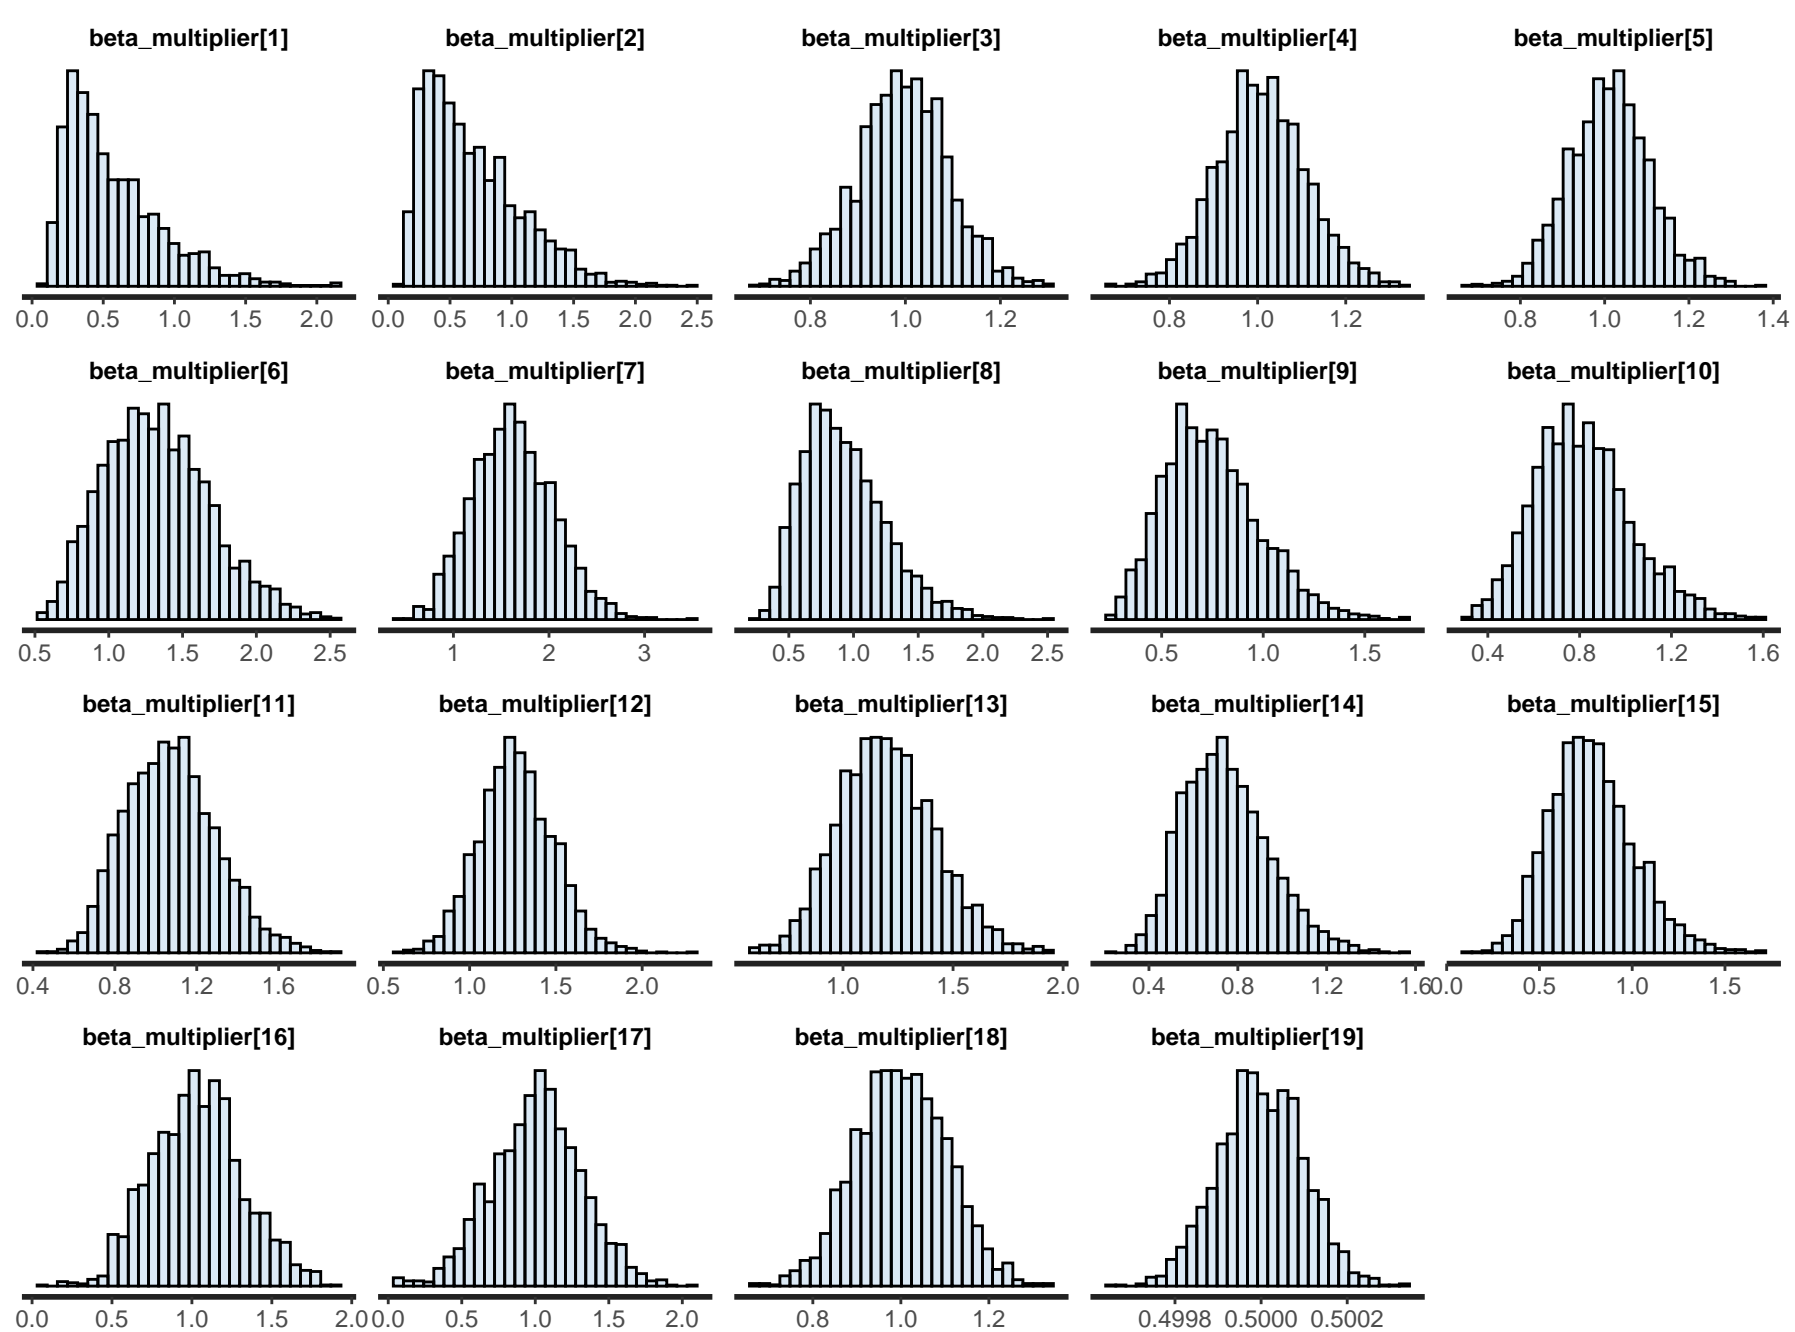 beta_multiplier[1] beta_multiplier[2] beta_multiplier[3] beta_multiplier[4] beta_multiplier[5]
0.0 0.5 1.0 1.5 2.0 0.0 0.5 1.0 1.5 2.0 2.5 0.8 1.0 1.2 0.8 1.0 1.2 0.8 1.0 1.2 1.4
beta_multiplier[6] beta_multiplier[7] beta_multiplier[8] beta_multiplier[9] beta_multiplier[10]
0.5 1.0 1.5 2.0 2.5 1 2 3 0.5 1.0 1.5 2.0 2.5 0.5 1.0 1.5 0.4 0.8 1.2 1.6
beta_multiplier[11] beta_multiplier[12] beta_multiplier[13] beta_multiplier[14] beta_multiplier[15]
0.4 0.8 1.2 1.6 0.5 1.0 1.5 2.0 1.0 1.5 2.0 0.4 0.8 1.2 1.6 0.0 0.5 1.0 1.5
beta_multiplier[16] beta_multiplier[17] beta_multiplier[18] beta_multiplier[19]
0.0 0.5 1.0 1.5 2.0 0.0 0.5 1.0 1.5 2.0 0.8 1.0 1.2 0.4998 0.5000 0.5002